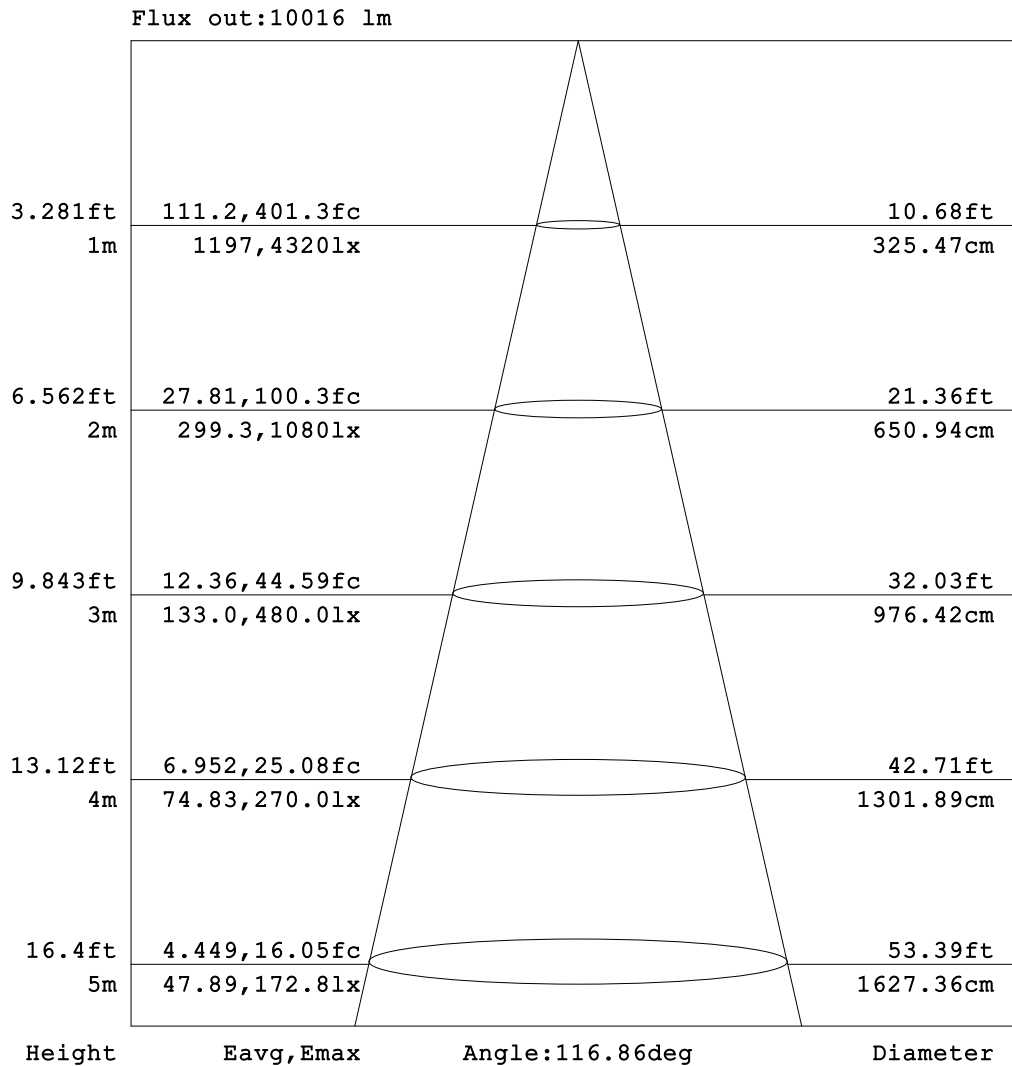 Flux out:10016 lm
3.281ft 111.2,401.3fc 10.68ft
1m 1197,4320lx 325.47cm
6.562ft 27.81,100.3fc 21.36ft
2m 299.3,1080lx 650.94cm
9.843ft 12.36,44.59fc 32.03ft
3m 133.0,480.0lx 976.42cm
13.12ft 6.952,25.08fc 42.71ft
4m 74.83,270.0lx 1301.89cm
16.4ft 4.449,16.05fc 53.39ft
5m 47.89,172.8lx 1627.36cm
Height Eavg,Emax Angle:116.86deg Diameter